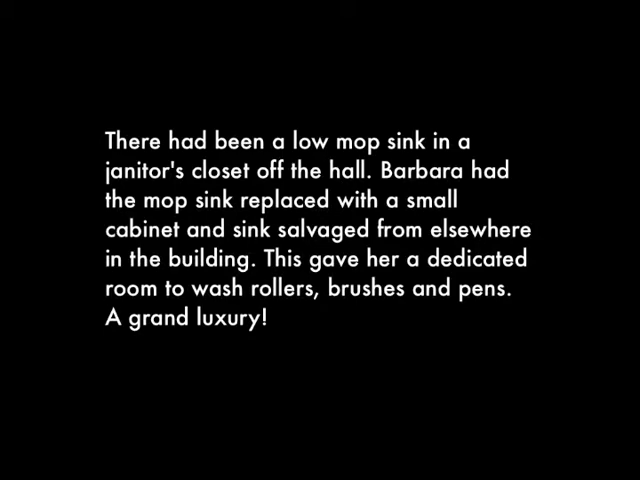 There had been a low mop sink in a
janitor's closet off the hall. Barbara had
the mop sink replaced with a small
cabinet and sink salvaged from elsewhere
in the building. This gave her a dedicated
room to wash rollers, brushes and pens.
A grand luxury!